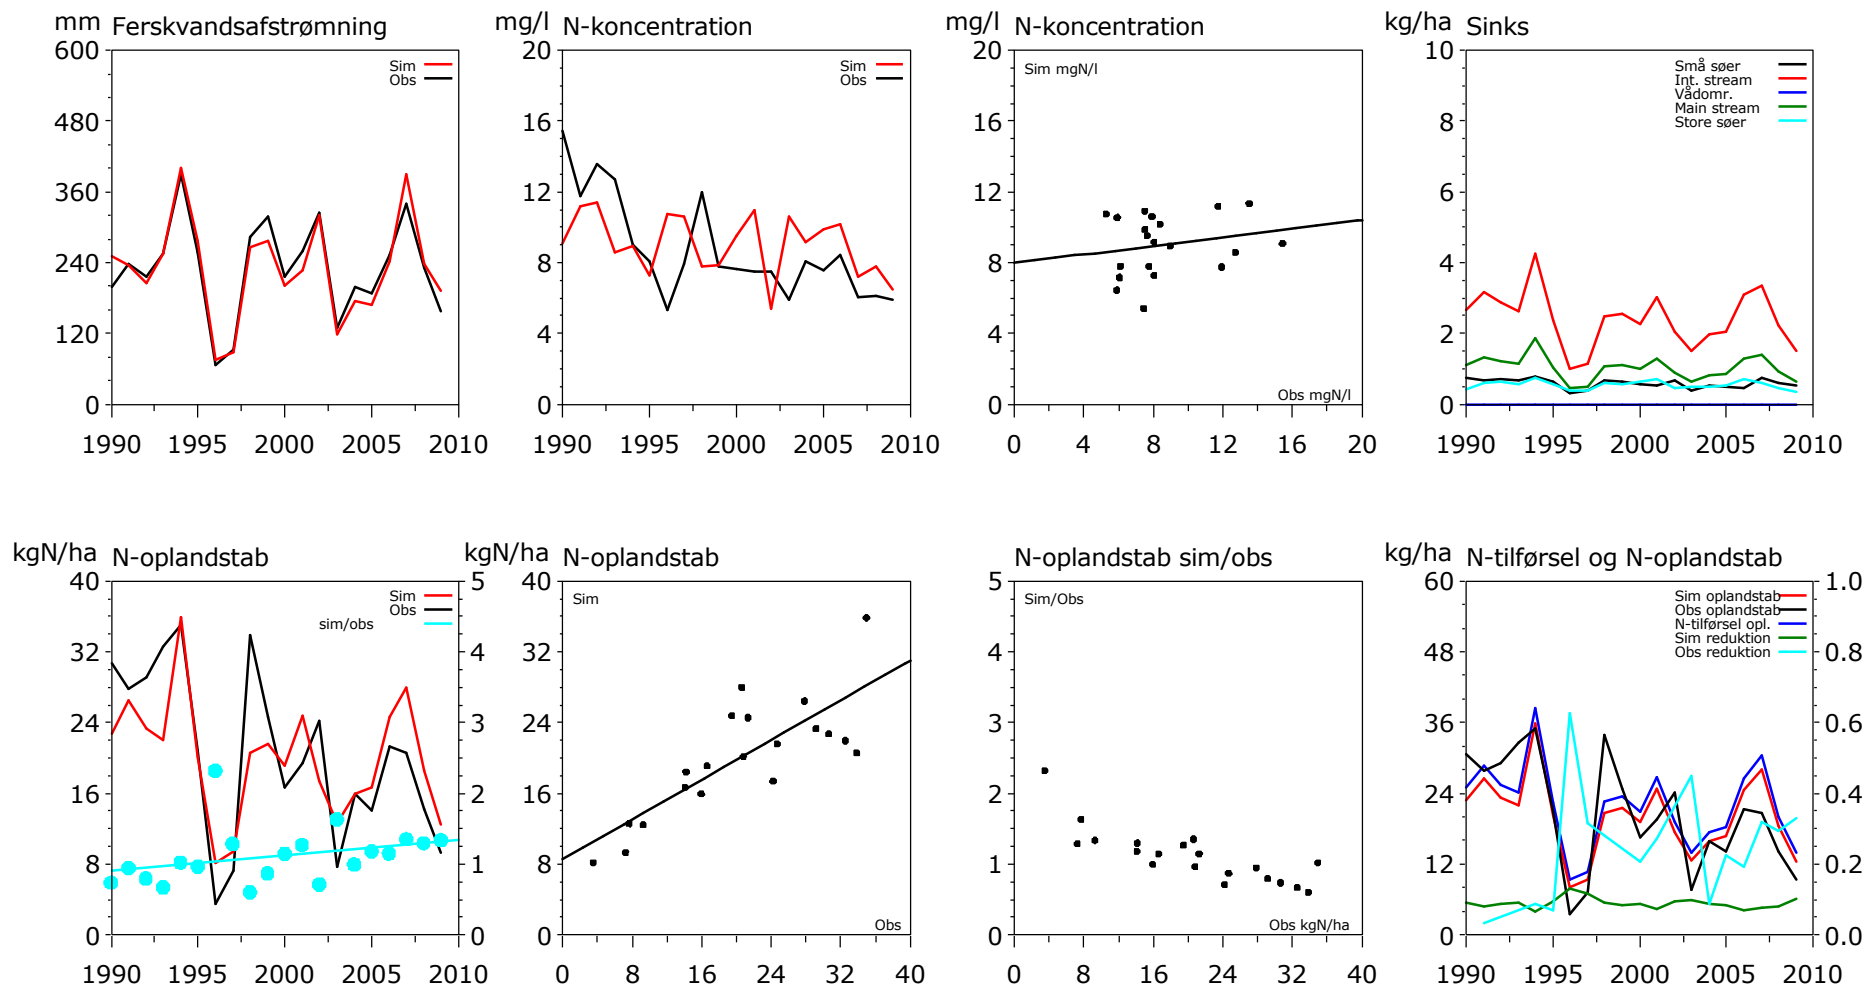 mm Ferskvandsafstrømning
600
480
360
240
120
0
1990 1995 2000 2005 2010
Sim
Obs
mg/l N-koncentration
20
16
12
8
4
0
1990 1995 2000 2005 2010
Sim
Obs
mg/l N-koncentration
20
16
12
8
4
0
0 4 8 12 16 20
Sim mgN/l
Obs mgN/l
kg/ha Sinks
10
8
6
4
2
0
1990 1995 2000 2005 2010
Små søer
Int. stream
Vådomr.
Main stream
Store søer
kgN/ha N-oplandstab
40
32
24
16
8
0
5
4
3
2
1
0
1990 1995 2000 2005 2010
Sim
Obs
sim/obs
kgN/ha N-oplandstab
40
32
24
16
8
0
0 8 16 24 32 40
Sim
Obs
N-oplandstab sim/obs
5
4
3
2
1
0
0 8 16 24 32 40
Sim/Obs
Obs kgN/ha
kg/ha N-tilførsel og N-oplandstab
60
48
36
24
12
0
1.0
0.8
0.6
0.4
0.2
0.0
1990 1995 2000 2005 2010
Sim oplandstab
Obs oplandstab
N-tilførsel opl.
Sim reduktion
Obs reduktion